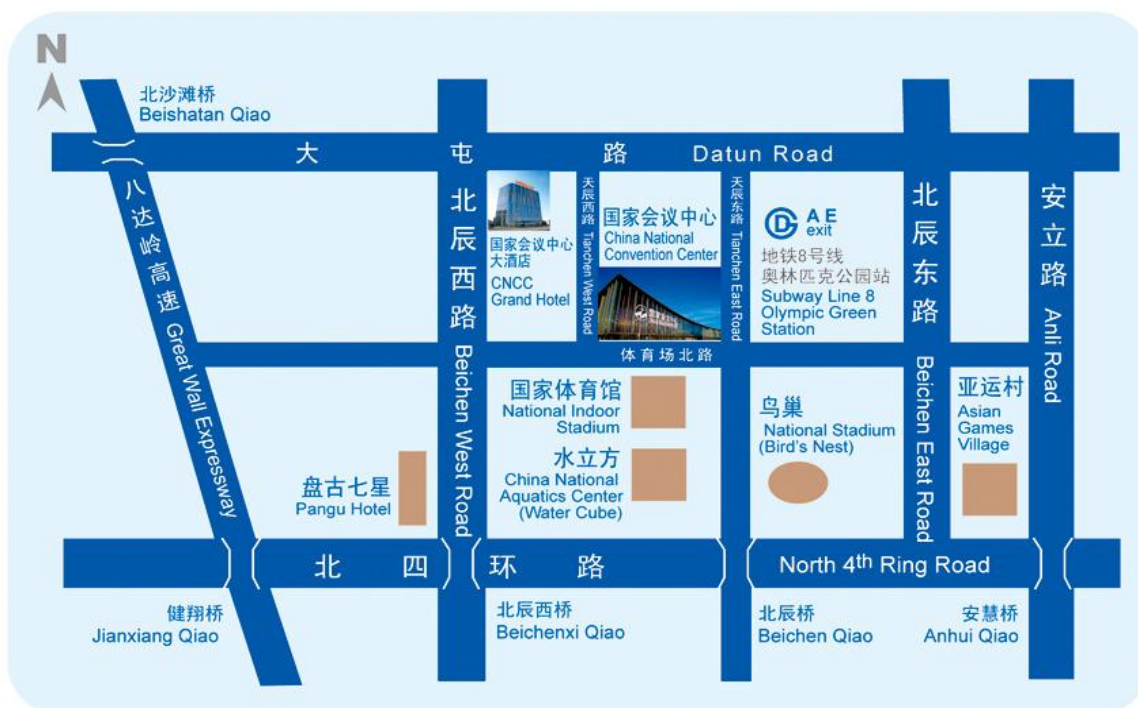 N
北沙滩桥
Beishatan Qiao
大屯路 Datun Road
八达岭高速 Great Wall Expressway
北辰西路 Beichen West Road
国家会议中心
大酒店
CNCC
Grand Hotel
天辰西路 Tianchen West Road
国家会议中心
China National
Convention Center
天辰东路 Tianchen East Road
A E
exit
地铁8号线
奥林匹克公园站
Subway Line 8
Olympic Green
Station
北辰东路 Beichen East Road
安立路 Anli Road
体育场北路
国家体育馆
National Indoor
Stadium
水立方
China National
Aquatics Center
(Water Cube)
鸟巢
National Stadium
(Bird's Nest)
亚运村
Asian
Games
Village
盘古七星
Pangu Hotel
北四环路 North 4th Ring Road
健翔桥
Jianxiang Qiao
北辰西桥
Beichenxi Qiao
北辰桥
Beichen Qiao
安慧桥
Anhui Qiao